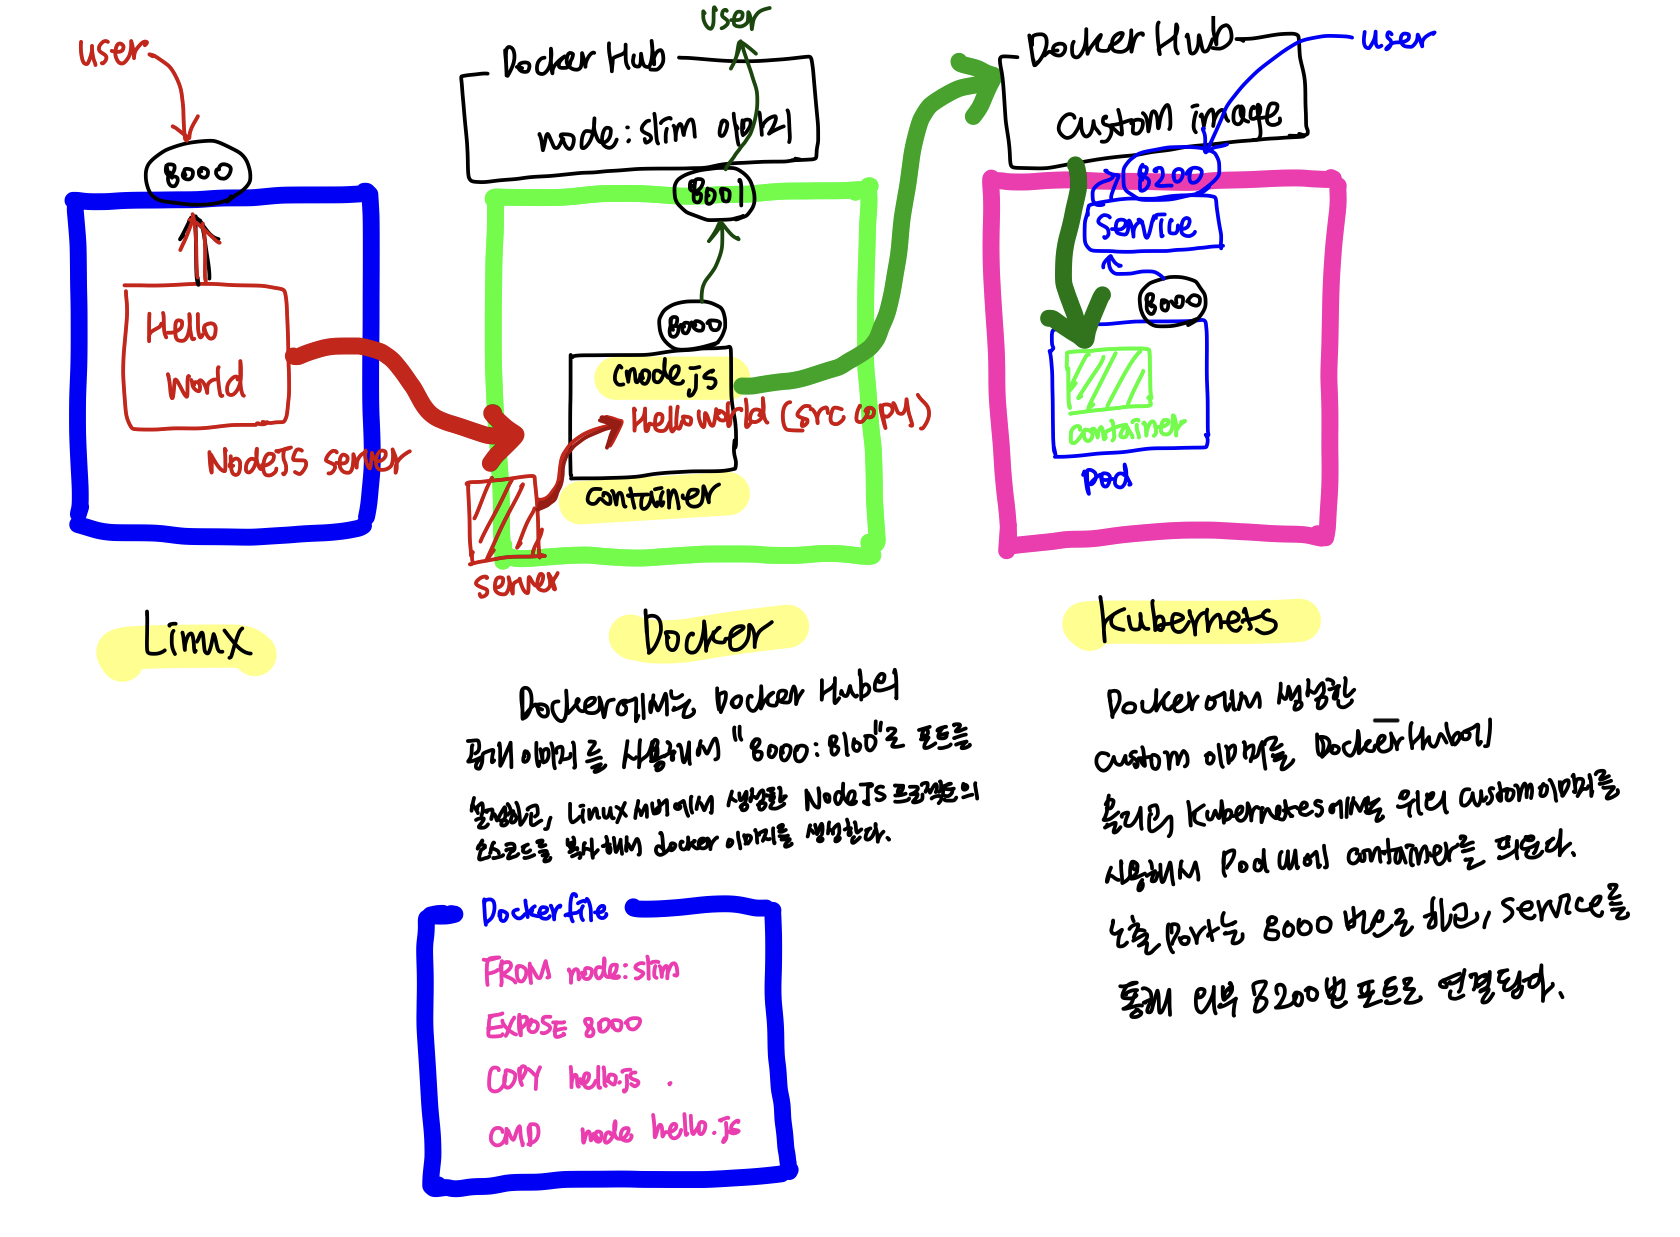 user
8000
Hello
World
NodeJS server
Linux
user
Docker Hub
node:slim 이미지
8001
8000
cnodejs
Hello world (src copy)
container
server
Docker
Docker에서는 Docker Hub의
공개 이미지를 사용해서 "8000:8100"로 포트를
설정하고, Linux 서버에서 생성한 NodeJS 프로젝트의
소스코드를 복사해서 docker 이미지를 생성한다.
Dockerfile
FROM node:slim
EXPOSE 8000
COPY hello.js .
CMD node hello.js
Docker Hub
user
custom image
8200
service
8000
container
pod
Kubernets
Docker에서 생성한
custom 이미지를 DockerHub에
올리고, Kubernetes에서는 위의 custom이미지를
사용해서 Pod 내에 container를 띄운다.
노출 port는 8000 번으로 하고, service를
통해 외부 8200번 포트로 연결된다.